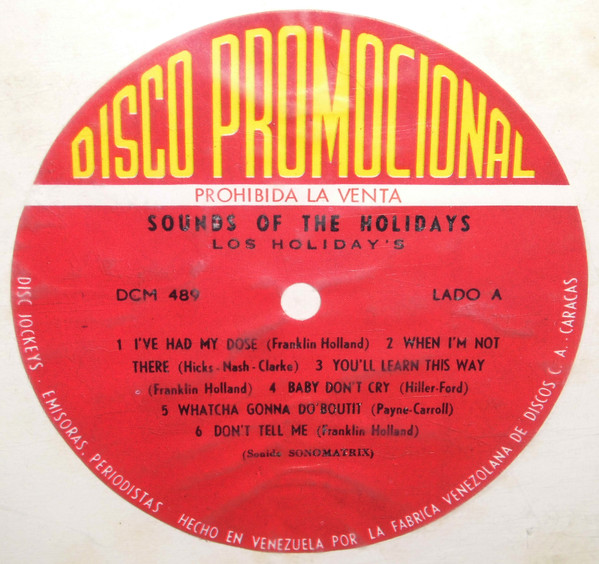 DISCO PROMOCIONAL
PROHIBIDA LA VENTA
SOUNDS OF THE HOLIDAYS
LOS HOLIDAY'S
DCM 489 LADO A
1 I'VE HAD MY DOSE (Franklin Holland) 2 WHEN I'M NOT
THERE (Hicks-Nash-Clarke) 3 YOU'LL LEARN THIS WAY
(Franklin Holland) 4 BABY DON'T CRY (Hiller-Ford)
5 WHATCHA GONNA DO'BOUTIT (Payne-Carroll)
6 DON'T TELL ME (Franklin Holland)
(Sonido SONOMATRIX)
DISC JOCKEYS · EMISORAS, PERIODISTAS
HECHO EN VENEZUELA POR LA FABRICA VENEZOLANA DE DISCOS C. A. - CARACAS